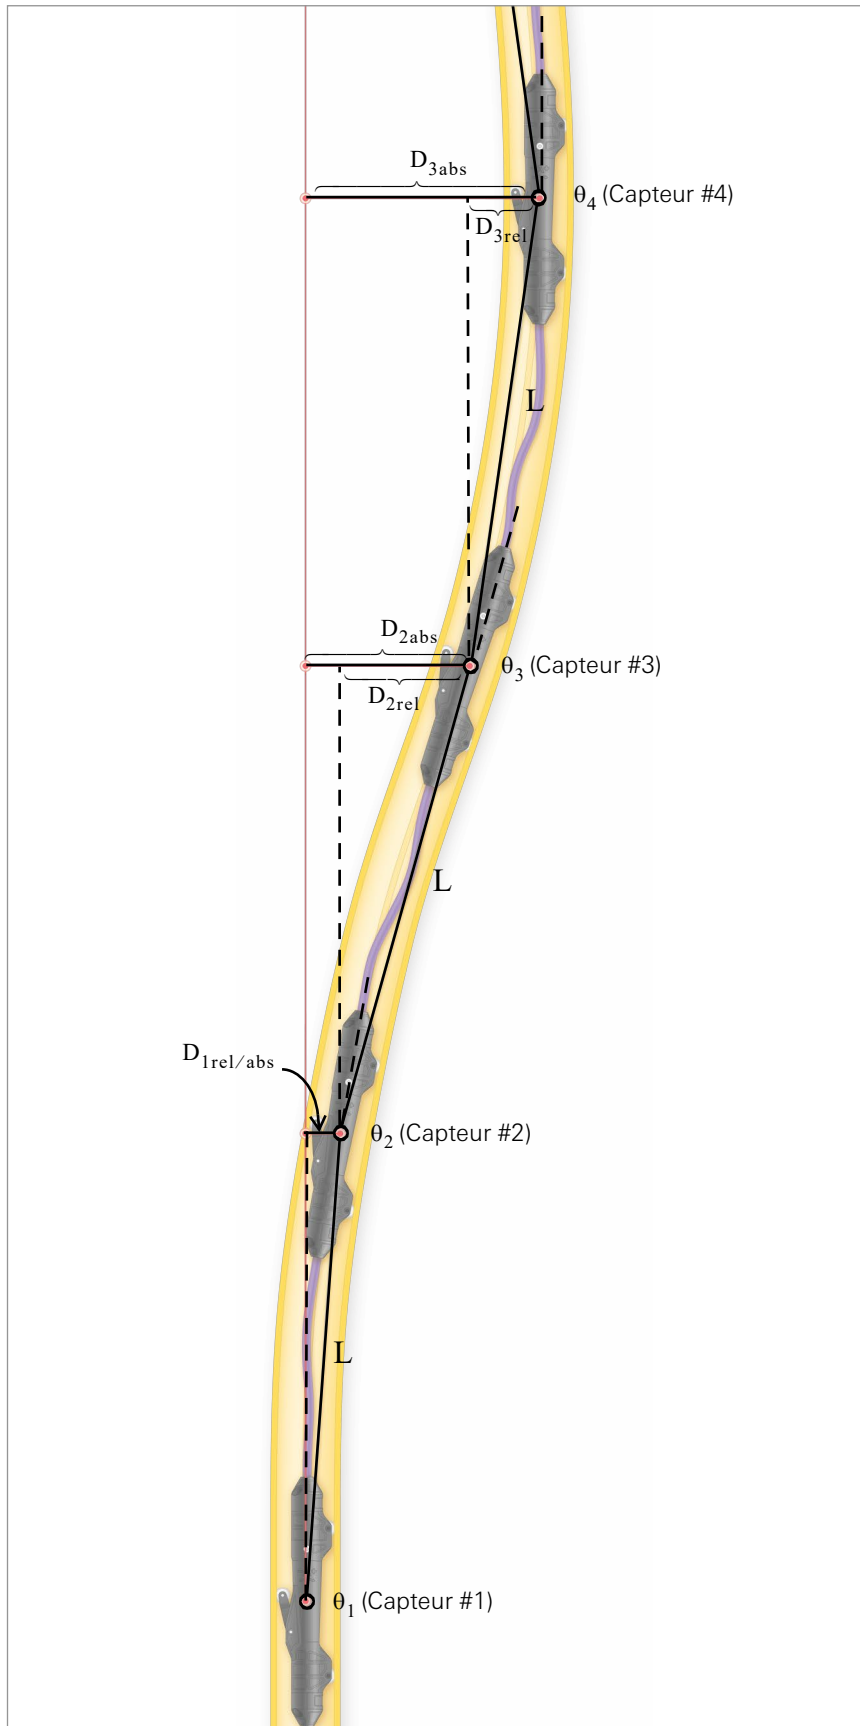 D3abs
θ4 (Capteur #4)
D3rel
L
D2abs
θ3 (Capteur #3)
D2rel
L
D1rel/abs
θ2 (Capteur #2)
L
θ1 (Capteur #1)